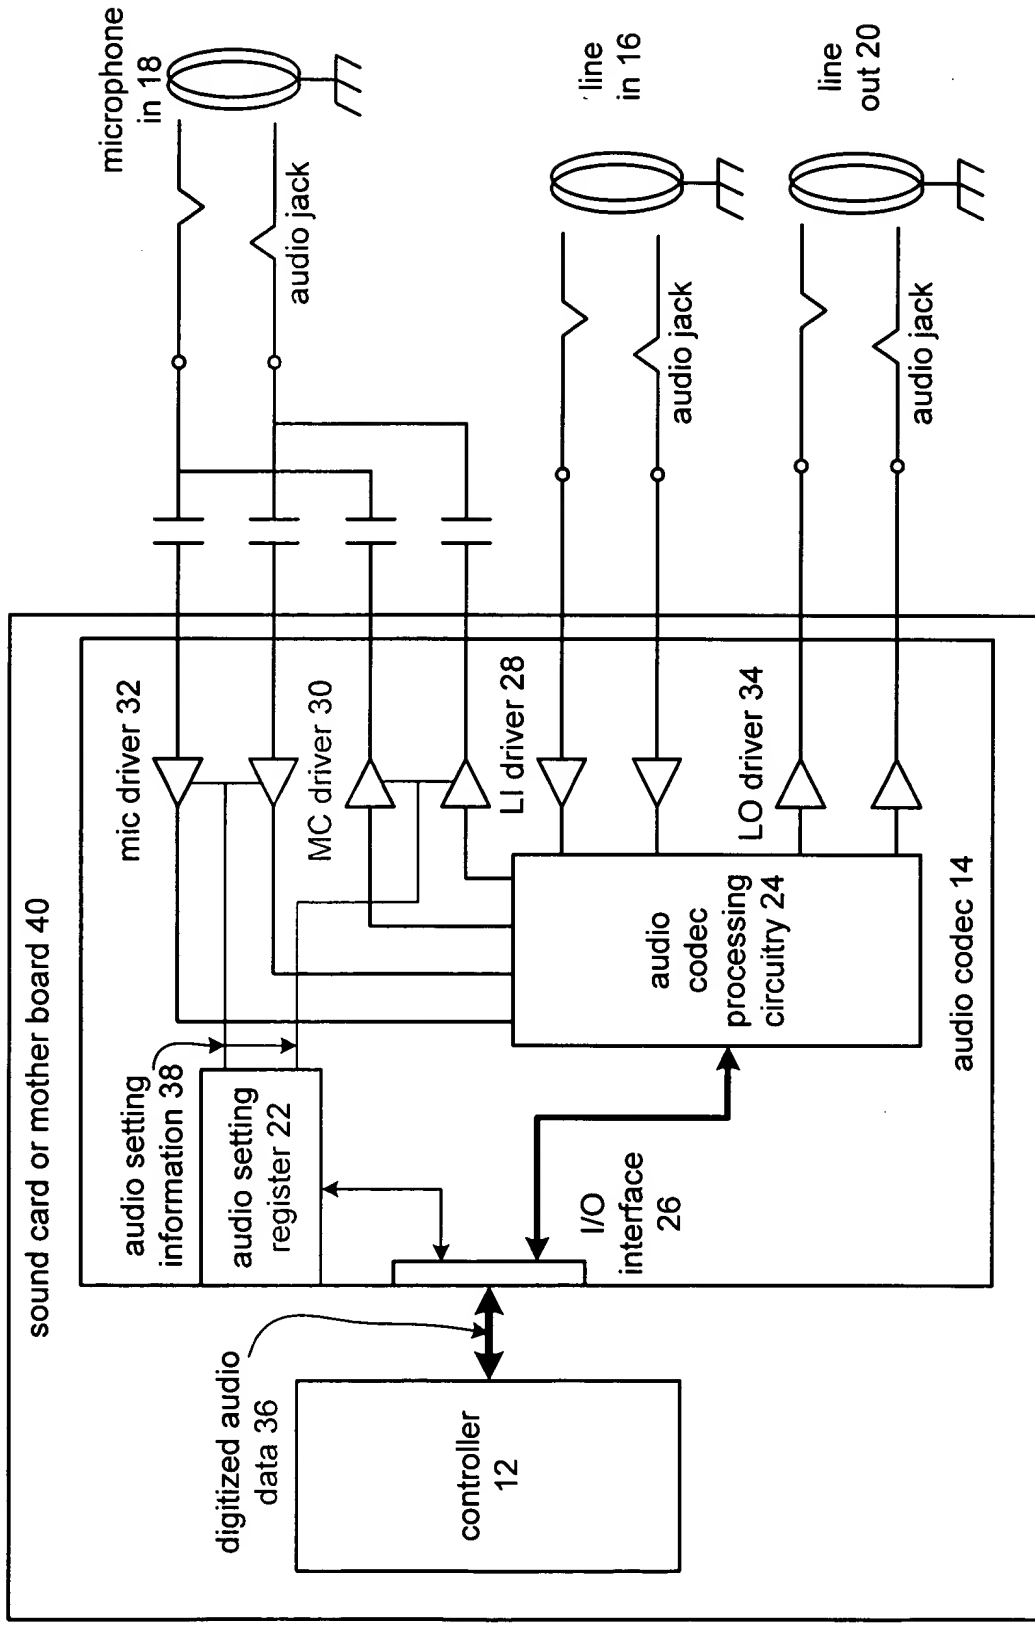 sound card or mother board 40
microphone
in 18
audio jack
line
in 16
audio jack
line
out 20
audio jack
mic driver 32
MC driver 30
LI driver 28
LO driver 34
audio setting
information 38
audio setting
register 22
audio
codec
processing
circuitry 24
audio codec 14
I/O
interface
26
digitized audio
data 36
controller
12